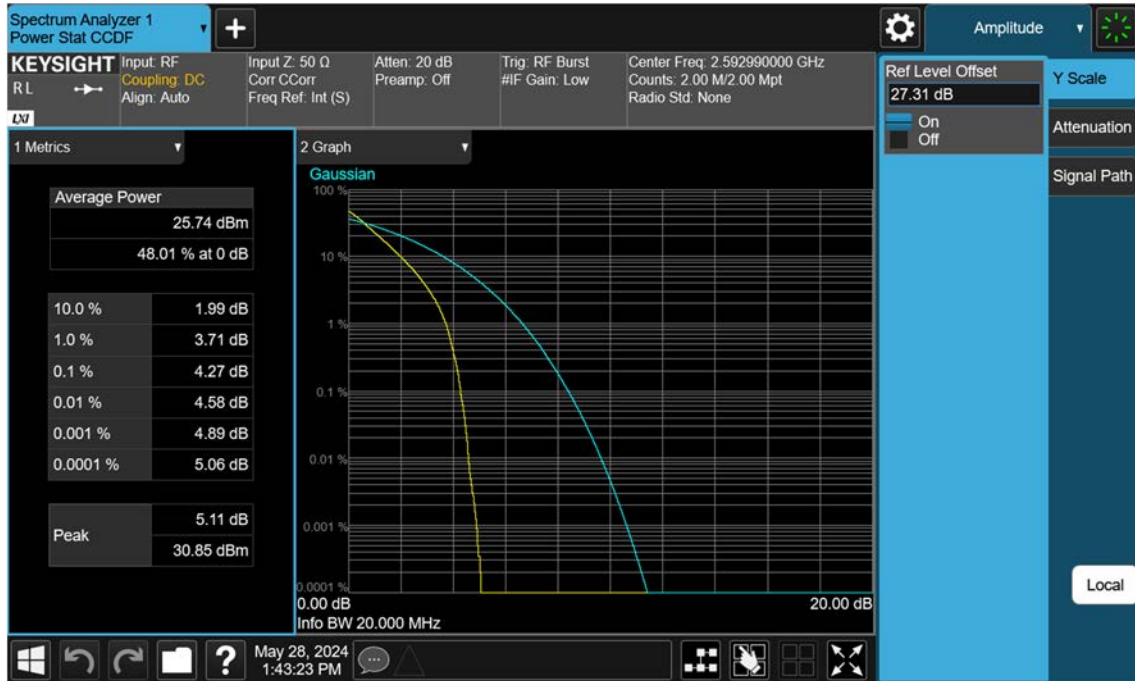 Spectrum Analyzer 1
Power Stat CCDF
Amplitude
KEYSIGHT
RL
LXI
Input: RF
Coupling: DC
Align: Auto
Input Z: 50 Ω
Corr CCorr
Freq Ref: Int (S)
Atten: 20 dB
Preamp: Off
Trig: RF Burst
#IF Gain: Low
Center Freq: 2.592990000 GHz
Counts: 2.00 M/2.00 Mpt
Radio Std: None
Ref Level Offset
27.31 dB
On
Off
Y Scale
Attenuation
Signal Path
1 Metrics
Average Power
25.74 dBm
48.01 % at 0 dB
10.0 % 1.99 dB
1.0 % 3.71 dB
0.1 % 4.27 dB
0.01 % 4.58 dB
0.001 % 4.89 dB
0.0001 % 5.06 dB
Peak
5.11 dB
30.85 dBm
2 Graph
Gaussian
100 %
10 %
1 %
0.1 %
0.01 %
0.001 %
0.0001 %
0.00 dB 20.00 dB
Info BW 20.000 MHz
Local
?
May 28, 2024
1:43:23 PM